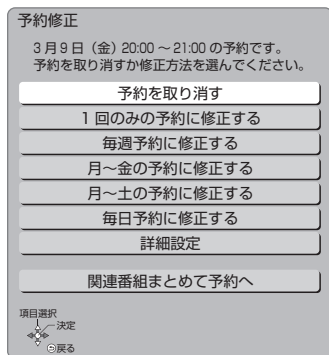 予約修正
3月9日（金）20:00～21:00の予約です。
予約を取り消すか修正方法を選んでください。
予約を取り消す
1回のみの予約に修正する
毎週予約に修正する
月～金の予約に修正する
月～土の予約に修正する
毎日予約に修正する
詳細設定
関連番組まとめて予約へ
項目選択
決定
戻る